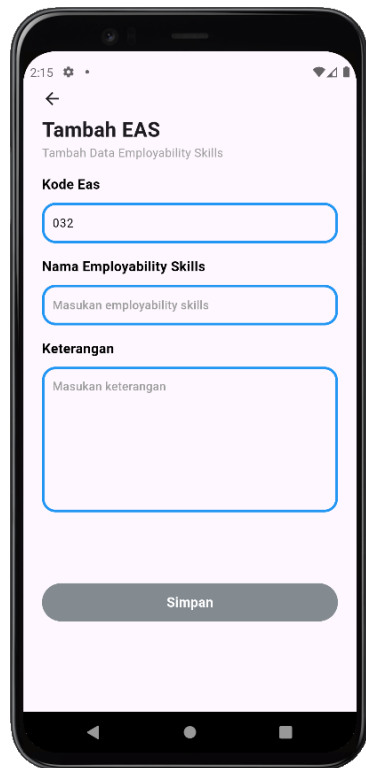 2:15
Tambah EAS
Tambah Data Employability Skills
Kode Eas
032
Nama Employability Skills
Masukan employability skills
Keterangan
Masukan keterangan
Simpan